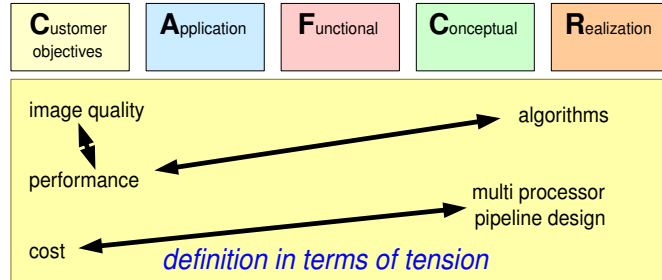 Customer
objectives
Application
Functional
Conceptual
Realization
image quality
algorithms
performance
multi processor
pipeline design
cost
definition in terms of tension